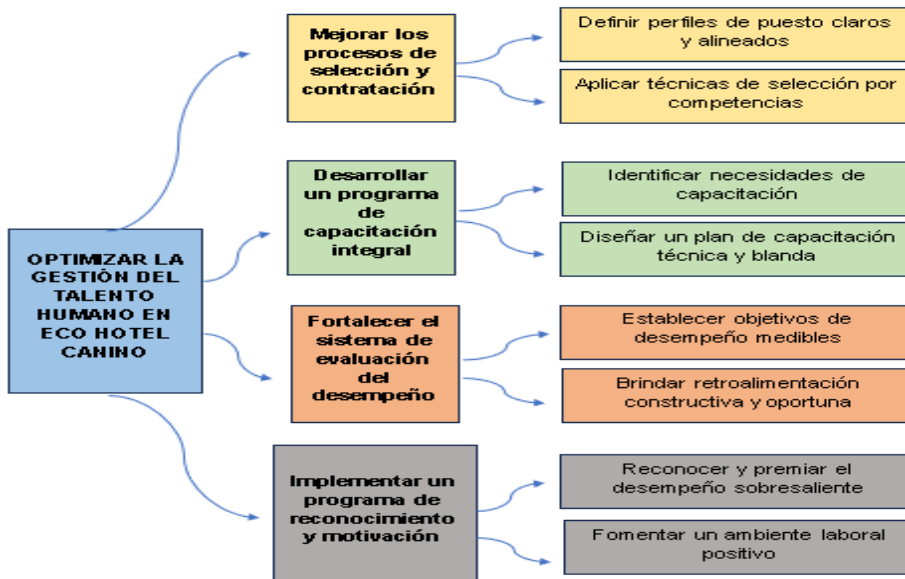 Mejorar los
procesos de
selección y
contratación
Definir perfiles de puesto claros
y alineados
Aplicar técnicas de selección por
competencias
Desarrollar
un programa
de
capacitación
integral
Identificar necesidades de
capacitación
Diseñar un plan de capacitación
técnica y blanda
OPTIMIZAR LA
GESTIÓN DEL
TALENTO
HUMANO EN
ECO HOTEL
CANINO
Fortalecer el
sistema de
evaluación
del
desempeño
Establecer objetivos de
desempeño medibles
Brindar retroalimentación
constructiva y oportuna
Implementar un
programa de
reconocimiento
y motivación
Reconocer y premiar el
desempeño sobresaliente
Fomentar un ambiente laboral
positivo